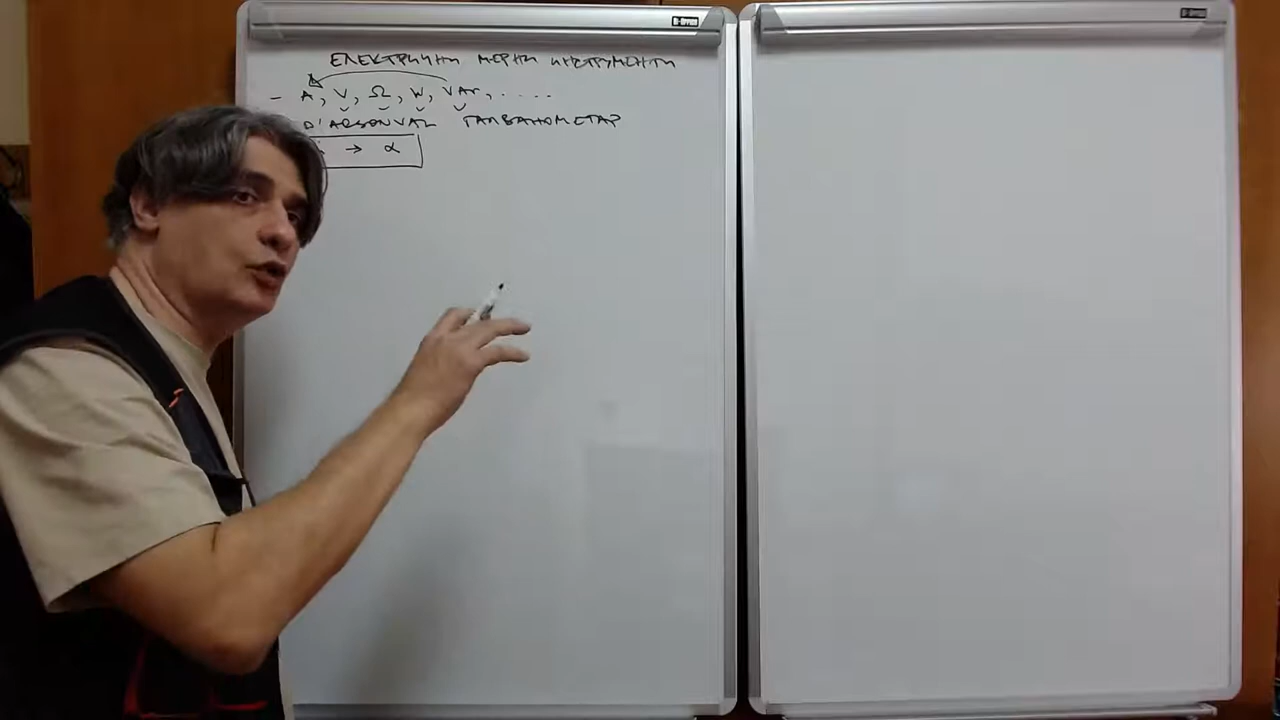 ЕЛЕКТРИЧНИ МЕРНИ ИНСТРУМЕНТИ
- A, V, Ω, W, VAr, .....
D'ARSONVAL ГАЛВАНОМЕТАР
→ α